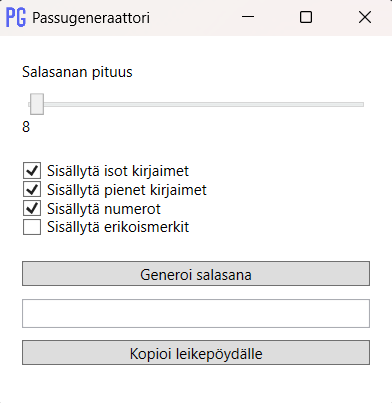 PG Passugeneraattori
Salasanan pituus
8
Sisällytä isot kirjaimet
Sisällytä pienet kirjaimet
Sisällytä numerot
Sisällytä erikoismerkit
Generoi salasana
Kopioi leikepöydälle